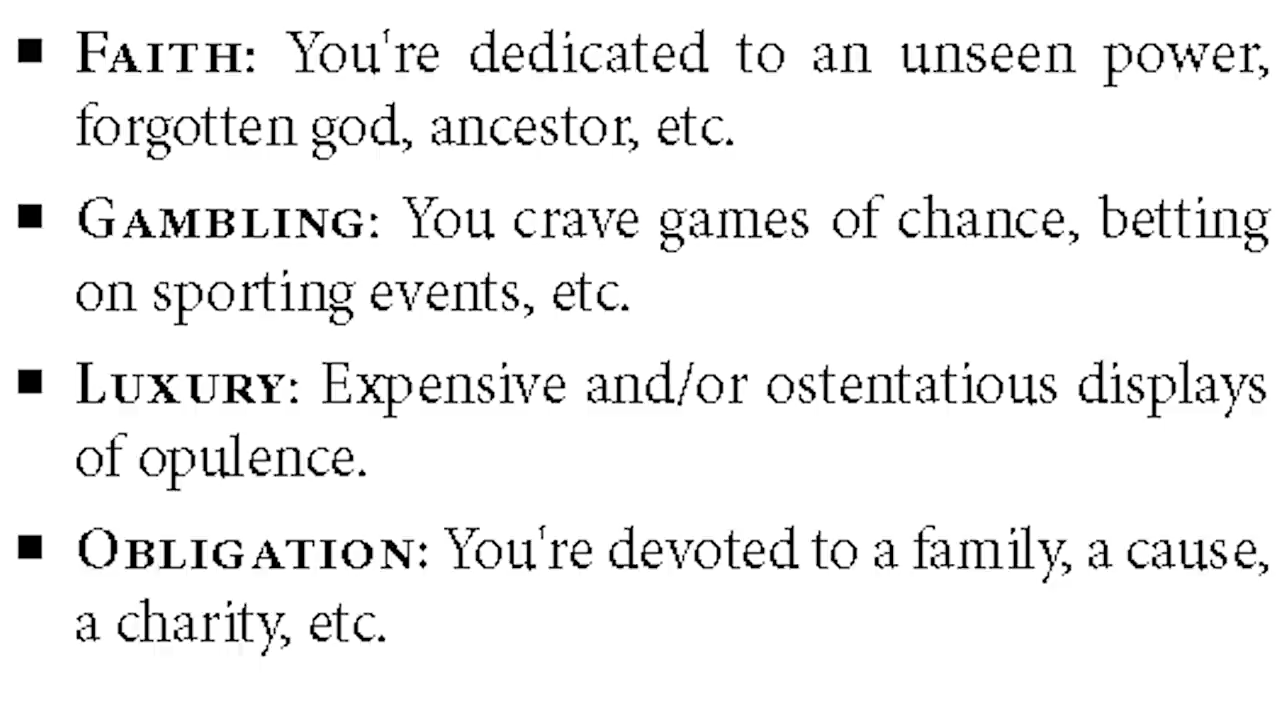 ■ FAITH: You're dedicated to an unseen power,
forgotten god, ancestor, etc.
■ GAMBLING: You crave games of chance, betting
on sporting events, etc.
■ LUXURY: Expensive and/or ostentatious displays
of opulence.
■ OBLIGATION: You're devoted to a family, a cause,
a charity, etc.